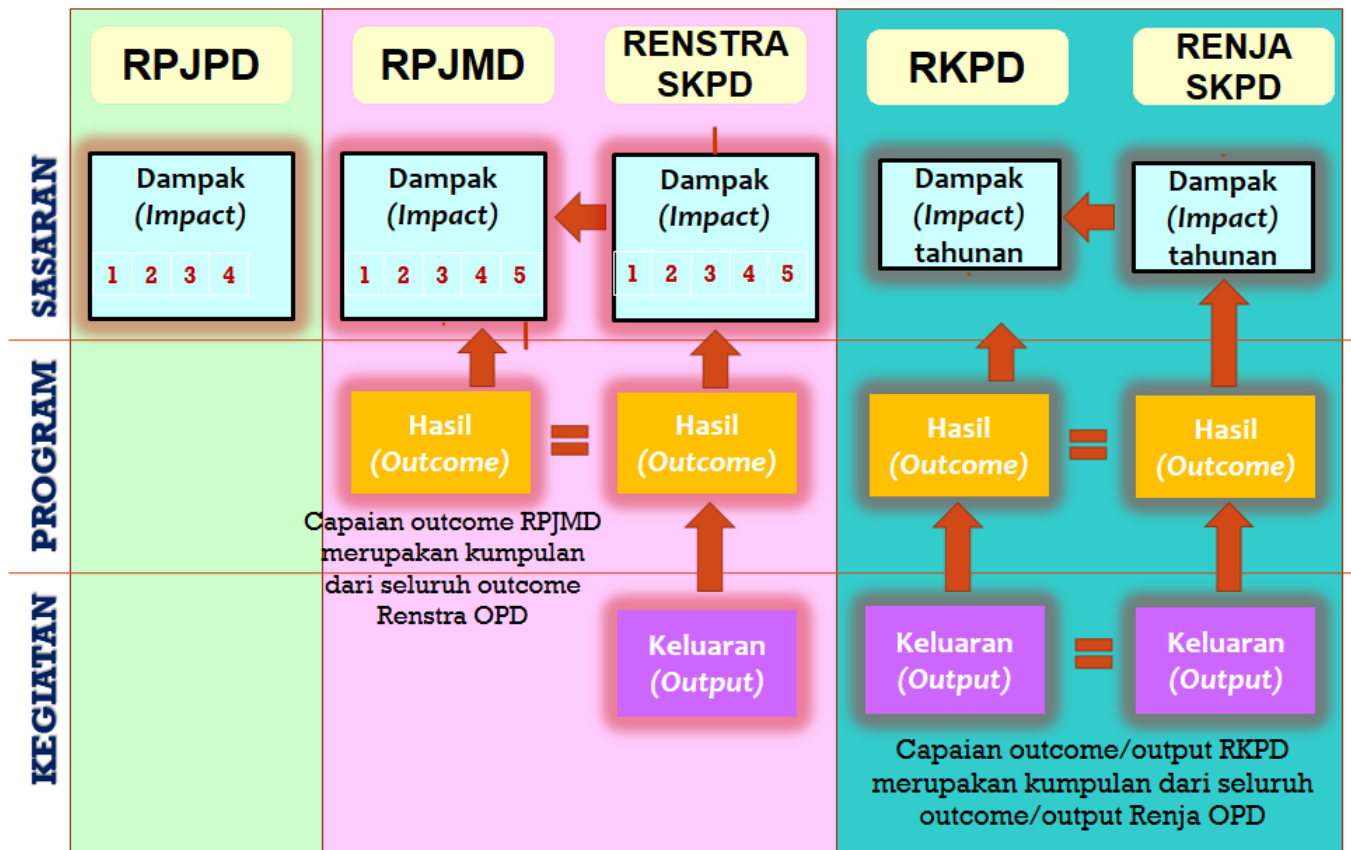 RPJPD
RPJMD
RENSTRA
SKPD
RKPD
RENJA
SKPD
SASARAN
Dampak
(Impact)
1 2 3 4
Dampak
(Impact)
1 2 3 4 5
Dampak
(Impact)
1 2 3 4 5
Dampak
(Impact)
tahunan
Dampak
(Impact)
tahunan
PROGRAM
Hasil
(Outcome)
=
Hasil
(Outcome)
Hasil
(Outcome)
=
Hasil
(Outcome)
Capaian outcome RPJMD
merupakan kumpulan
dari seluruh outcome
Renstra OPD
KEGIATAN
Keluaran
(Output)
Keluaran
(Output)
=
Keluaran
(Output)
Capaian outcome/output RKPD
merupakan kumpulan dari seluruh
outcome/output Renja OPD